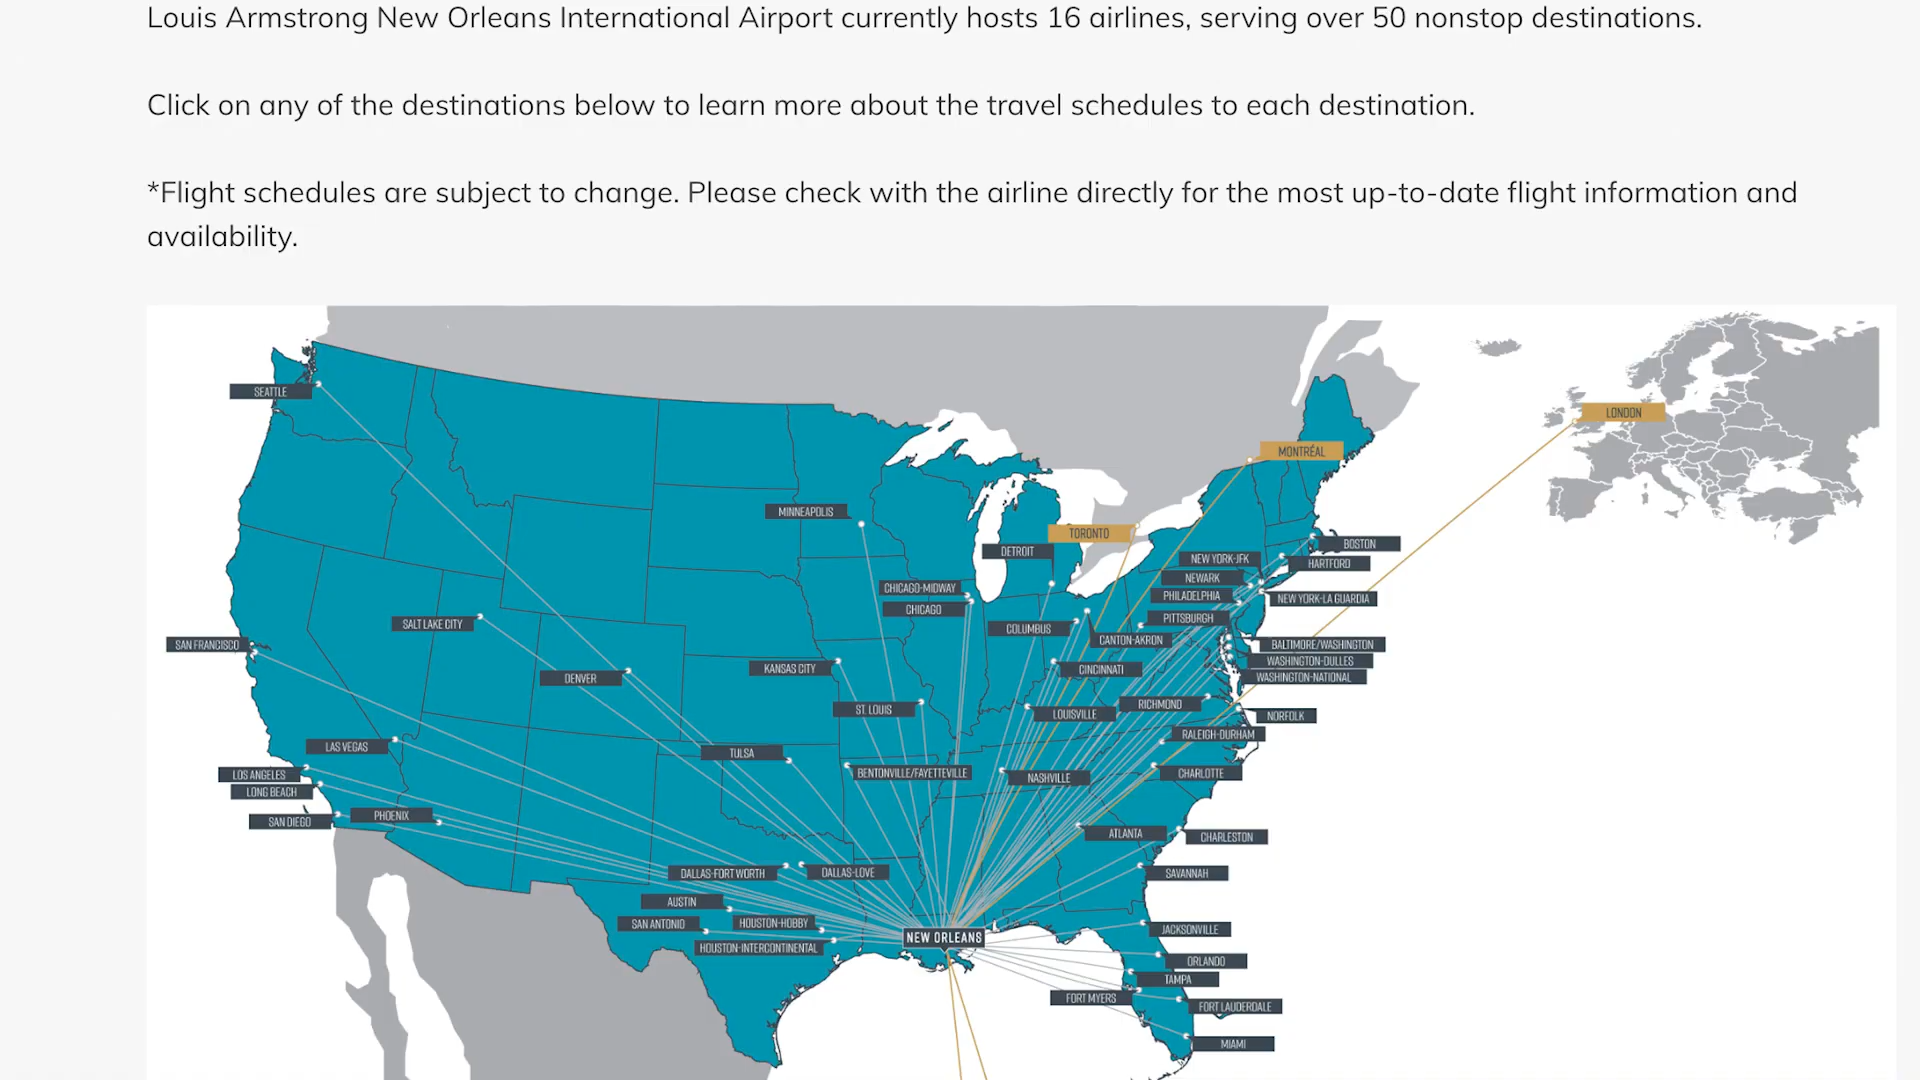 Louis Armstrong New Orleans International Airport currently hosts 16 airlines, serving over 50 nonstop destinations.
Click on any of the destinations below to learn more about the travel schedules to each destination.
*Flight schedules are subject to change. Please check with the airline directly for the most up-to-date flight information and
availability.
SEATTLE
LONDON
MONTRÉAL
MINNEAPOLIS
TORONTO
DETROIT
BOSTON
NEW YORK-JFK
HARTFORD
NEWARK
CHICAGO-MIDWAY
PHILADELPHIA
NEW YORK-LA GUARDIA
CHICAGO
PITTSBURGH
SALT LAKE CITY
COLUMBUS
CANTON-AKRON
SAN FRANCISCO
BALTIMORE/WASHINGTON
WASHINGTON-DULLES
KANSAS CITY
CINCINNATI
DENVER
WASHINGTON-NATIONAL
RICHMOND
ST. LOUIS
LOUISVILLE
NORFOLK
RALEIGH-DURHAM
LAS VEGAS
TULSA
LOS ANGELES
BENTONVILLE/FAYETTEVILLE
NASHVILLE
CHARLOTTE
LONG BEACH
PHOENIX
SAN DIEGO
ATLANTA
CHARLESTON
DALLAS-FORT WORTH
DALLAS-LOVE
SAVANNAH
AUSTIN
SAN ANTONIO
HOUSTON-HOBBY
JACKSONVILLE
NEW ORLEANS
HOUSTON-INTERCONTINENTAL
ORLANDO
TAMPA
FORT MYERS
FORT LAUDERDALE
MIAMI